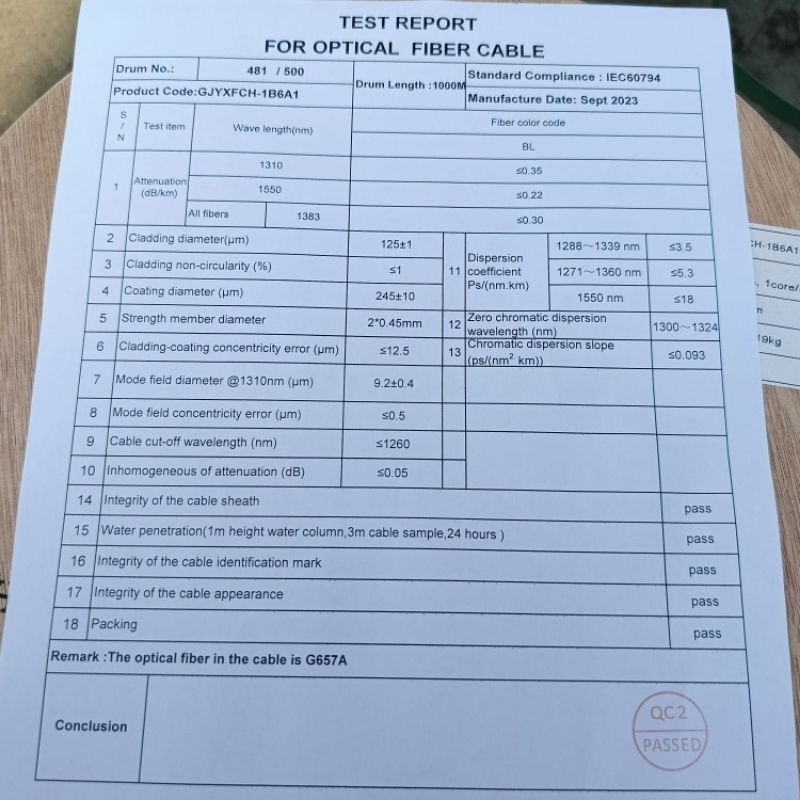 TEST REPORT
FOR OPTICAL FIBER CABLE
Drum No.: 481 / 500 Drum Length :1000M Standard Compliance : IEC60794
Product Code:GJYXFCH-1B6A1 Manufacture Date: Sept 2023
S/N Test item Wave length(nm) Fiber color code
BL
1 Attenuation (dB/km) 1310 ≤0.35
1550 ≤0.22
All fibers 1383 ≤0.30
2 Cladding diameter(μm) 125±1
3 Cladding non-circularity (%) ≤1
4 Coating diameter (μm) 245±10
11 Dispersion coefficient Ps/(nm.km) 1288～1339 nm ≤3.5
1271～1360 nm ≤5.3
1550 nm ≤18
5 Strength member diameter 2*0.45mm 12 Zero chromatic dispersion wavelength (nm) 1300～1324
6 Cladding-coating concentricity error (μm) ≤12.5 13 Chromatic dispersion slope (ps/(nm² km)) ≤0.093
7 Mode field diameter @1310nm (μm) 9.2±0.4
8 Mode field concentricity error (μm) ≤0.5
9 Cable cut-off wavelength (nm) ≤1260
10 Inhomogeneous of attenuation (dB) ≤0.05
14 Integrity of the cable sheath pass
15 Water penetration(1m height water column,3m cable sample,24 hours ) pass
16 Integrity of the cable identification mark pass
17 Integrity of the cable appearance pass
18 Packing pass
Remark :The optical fiber in the cable is G657A
Conclusion
QC2
PASSED
CH-1B6A1
, 1core/
m
19kg